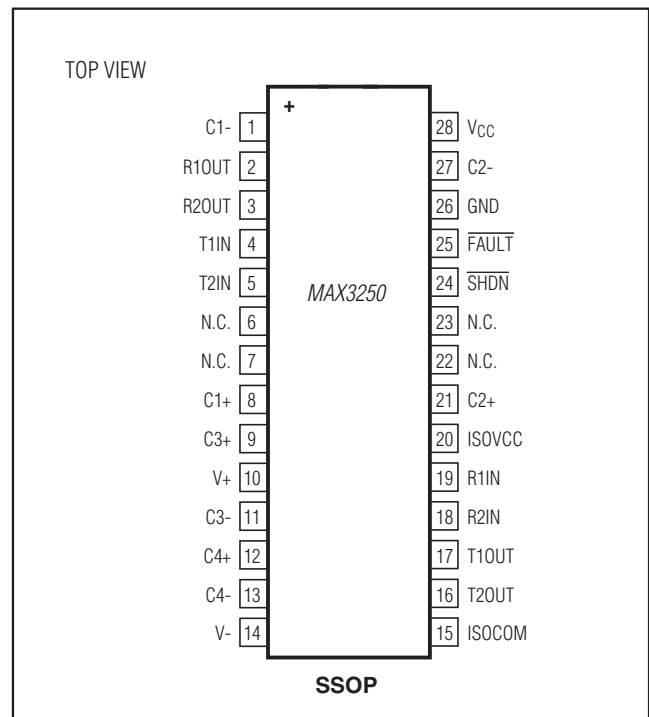 TOP VIEW
+
C1- 1 28 VCC
R1OUT 2 27 C2-
R2OUT 3 26 GND
T1IN 4 25 FAULT
T2IN 5 24 SHDN
MAX3250
N.C. 6 23 N.C.
N.C. 7 22 N.C.
C1+ 8 21 C2+
C3+ 9 20 ISOVCC
V+ 10 19 R1IN
C3- 11 18 R2IN
C4+ 12 17 T1OUT
C4- 13 16 T2OUT
V- 14 15 ISOCOM
SSOP